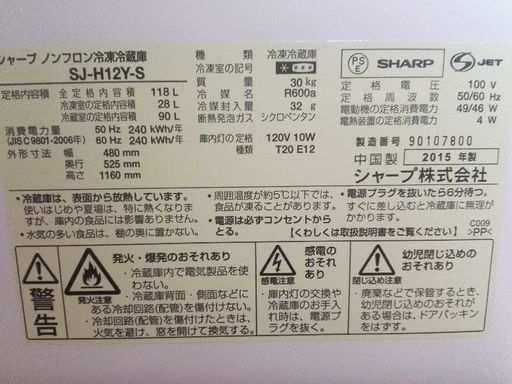 シャープ ノンフロン冷凍冷蔵庫
SJ-H12Y-S
定格内容積 全定格内容積 118 L
冷凍室の定格内容積 28 L
冷蔵室の定格内容積 90 L
消費電力量 50 Hz 240 kWh/年
(JIS C 9801-2006年) 60 Hz 240 kWh/年
外形寸法 幅 480 mm
奥行 525 mm
高さ 1160 mm
種類 冷凍冷蔵庫
冷凍室の記号
質量 30 kg
冷媒 R600a
冷媒封入量 32 g
断熱発泡ガス シクロペンタン
庫内灯の定格 120V 10W
種類 T20 E12
PS
E
SHARP
S JET
定格電圧 100 V
定格周波数 50/60 Hz
電動機の定格消費電力 49/46 W
電熱装置の定格消費電力 4 W
製造番号 90107800
中国製 2015 年製
シャープ株式会社
・冷蔵庫は、表面から放熱しています。
使いはじめや夏場は、特に熱くなりま
すが、庫内の食品には影響ありません。
・水気の多い食品は、棚の奥に置かない
・周囲温度が約5℃以下では、
食品が凍ることがあります。
・電源は必ずコンセントから
とる。
・電源プラグを抜いたら6分待つ。
すぐに差し込むと冷蔵庫に無理が
かかります。
【くわしくは取扱説明書をご覧ください】
C009
>PP<
警告
発火注意
発火・爆発のおそれあり
・冷蔵庫内で電気製品を使
わない。
・冷蔵庫背面・側面などに
ある冷却回路(配管)を傷付けない
・冷却回路(配管)を傷付けたときは、
火気を避け、窓を開けて換気する。
感電注意
感電の
おそれ
あり
・庫内灯の交換や
冷蔵庫のお手入
れ時は、電源プ
ラグを抜く。
閉じ込め注意
幼児閉じ込めの
おそれあり
・廃棄などで保管するとき、
幼児閉じ込めのおそれが
ある場合は、ドアパッキン